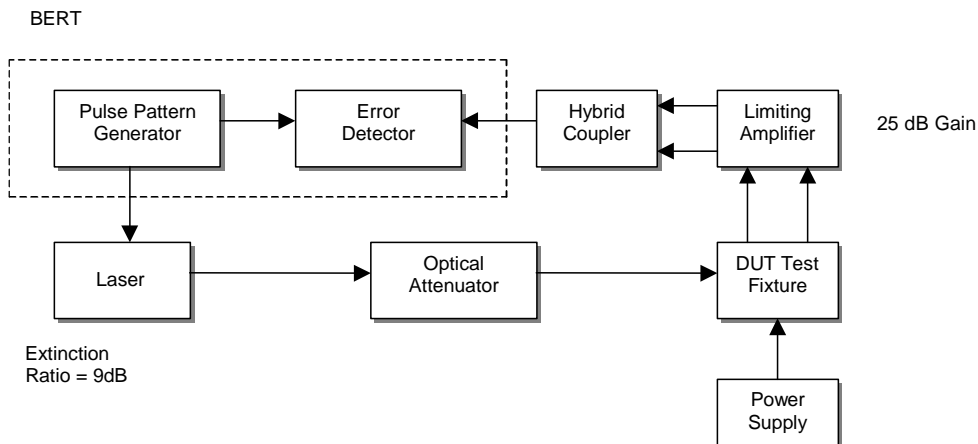 BERT
Pulse Pattern
Generator
Error
Detector
Hybrid
Coupler
Limiting
Amplifier
25 dB Gain
Laser
Optical
Attenuator
DUT Test
Fixture
Extinction
Ratio = 9dB
Power
Supply